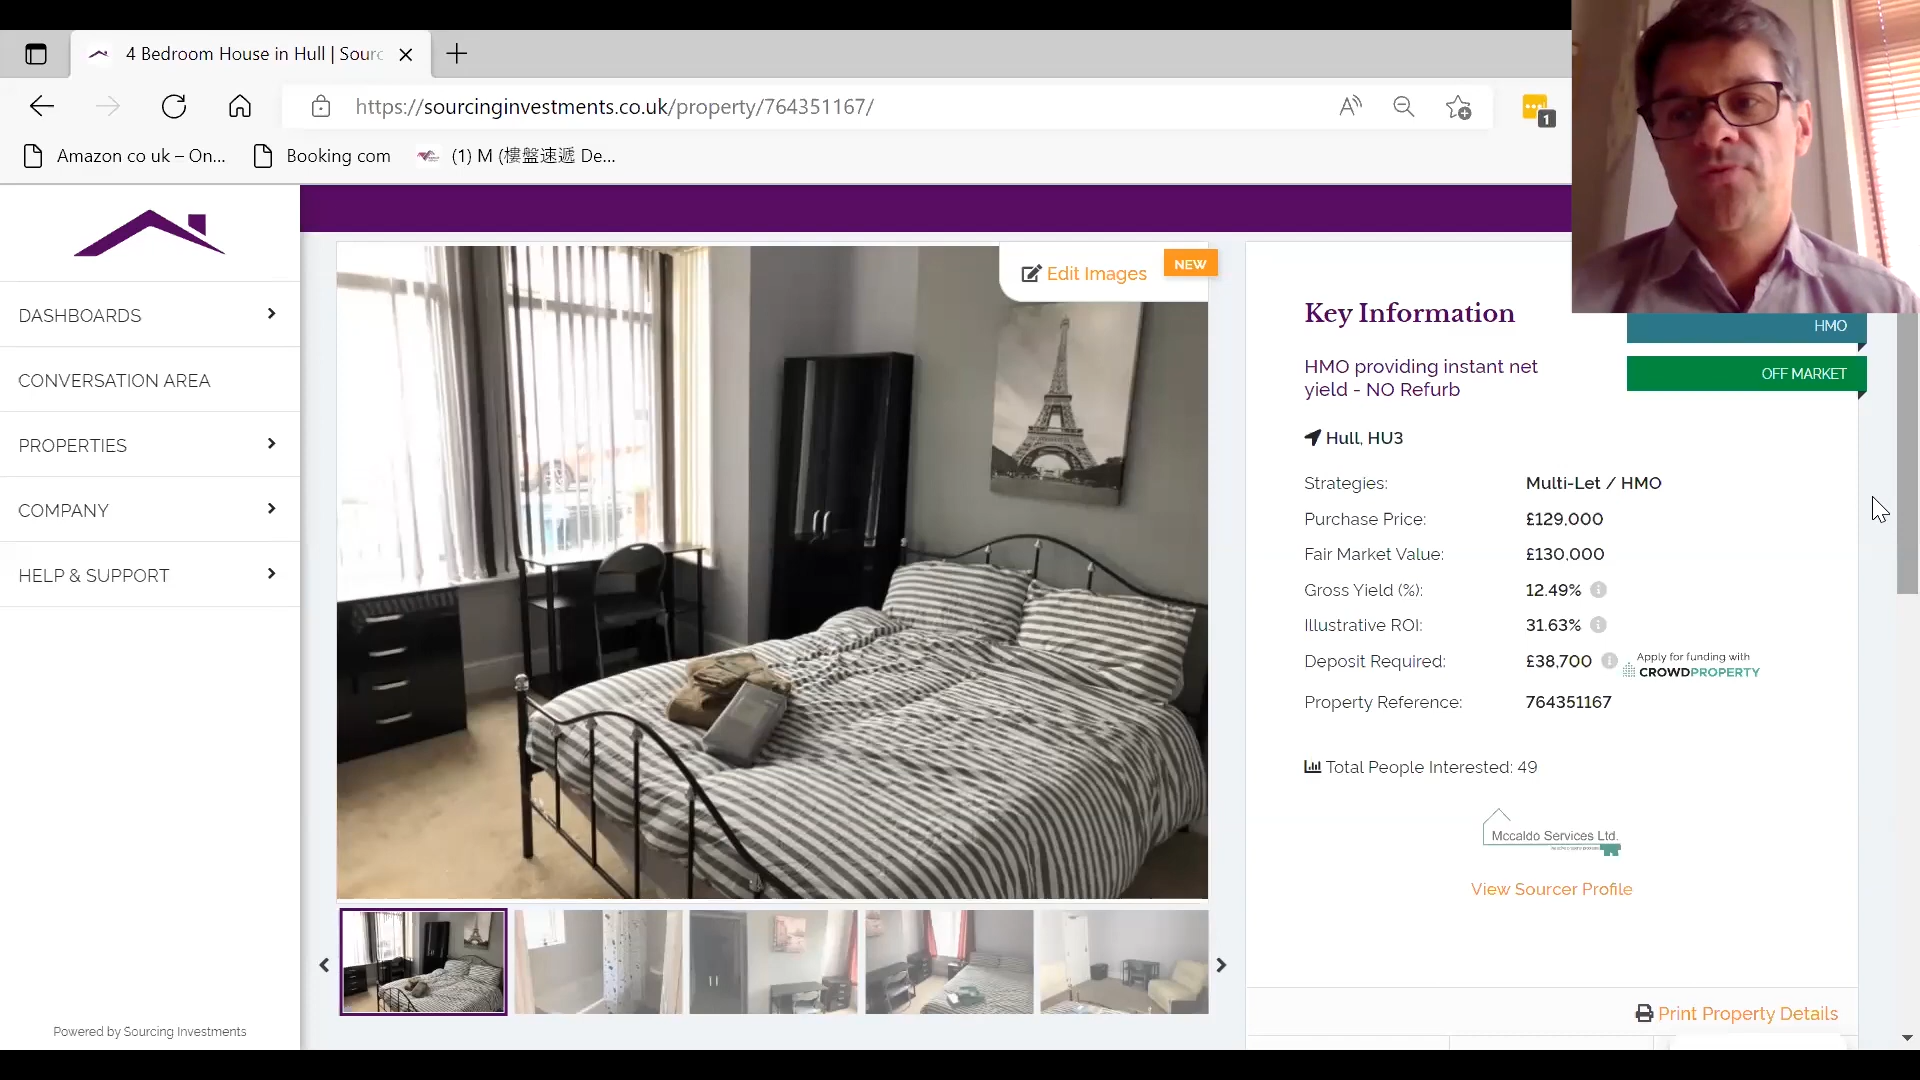 4 Bedroom House in Hull | Sourc
https://sourcinginvestments.co.uk/property/764351167/
1
Amazon co uk – On...
Booking com
(1) M (樓盤速遞 De...
DASHBOARDS
CONVERSATION AREA
PROPERTIES
COMPANY
HELP & SUPPORT
Powered by Sourcing Investments
Edit Images
NEW
Key Information
HMO
OFF MARKET
HMO providing instant net
yield - NO Refurb
Hull, HU3
Strategies: Multi-Let / HMO
Purchase Price: £129,000
Fair Market Value: £130,000
Gross Yield (%): 12.49%
Illustrative ROI: 31.63%
Deposit Required: £38,700
Apply for funding with
CROWDPROPERTY
Property Reference: 764351167
Total People Interested: 49
Mccaldo Services Ltd.
View Sourcer Profile
Print Property Details